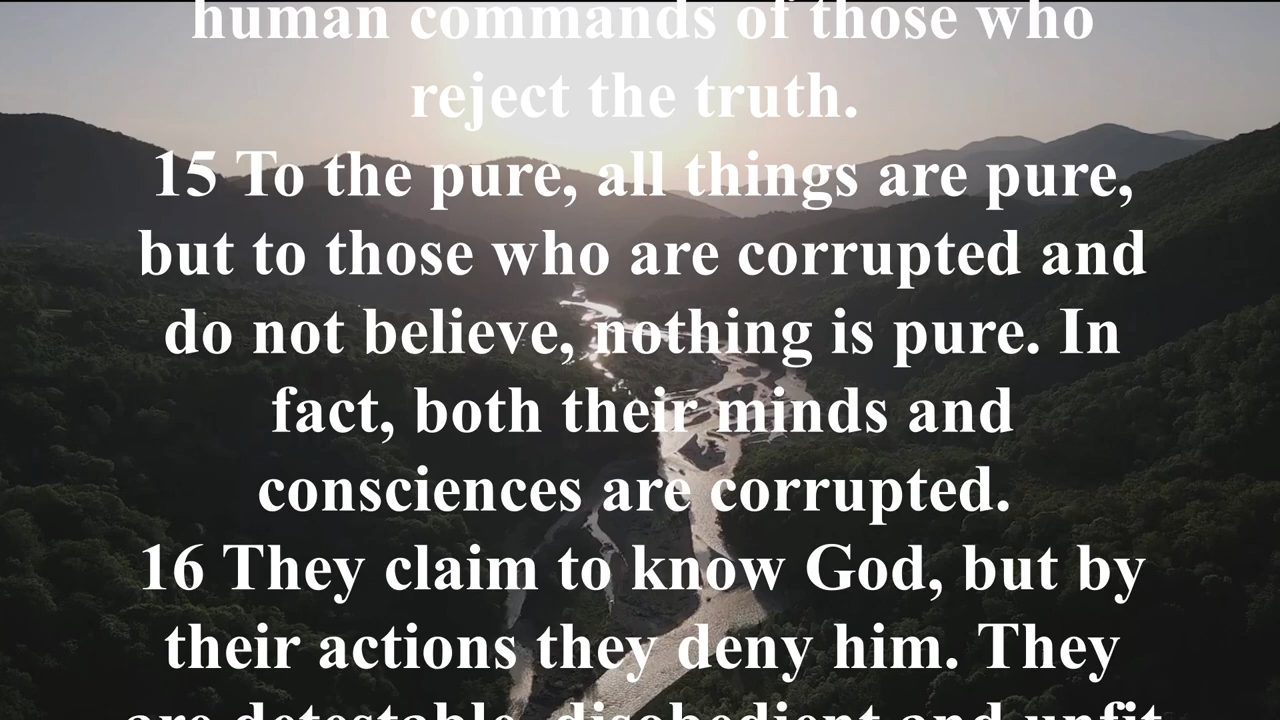 human commands of those who
reject the truth.
15 To the pure, all things are pure,
but to those who are corrupted and
do not believe, nothing is pure. In
fact, both their minds and
consciences are corrupted.
16 They claim to know God, but by
their actions they deny him. They
are detestable, disobedient and unfit